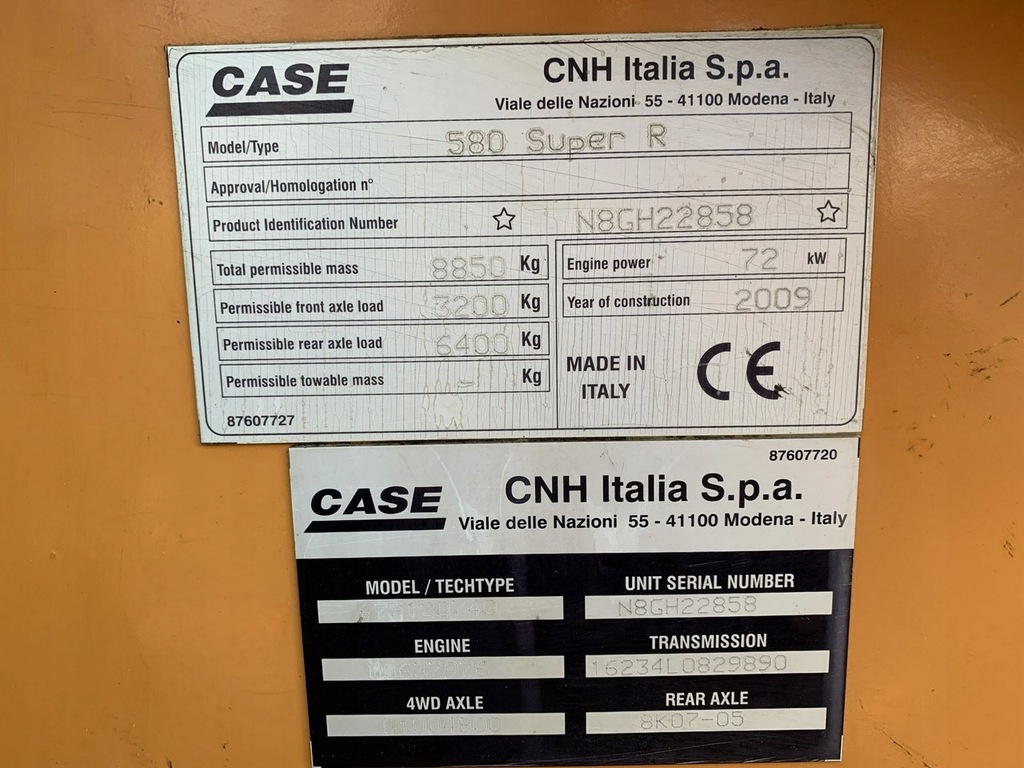 CASE
CNH Italia S.p.a.
Viale delle Nazioni 55 - 41100 Modena - Italy
Model/Type 580 Super R
Approval/Homologation n°
Product Identification Number ☆ N8GH22858 ☆
Total permissible mass 8850 Kg
Permissible front axle load 3200 Kg
Permissible rear axle load 6400 Kg
Permissible towable mass - Kg
87607727
Engine power 72 kW
Year of construction 2009
MADE IN
ITALY
CE
87607720
CASE
CNH Italia S.p.a.
Viale delle Nazioni 55 - 41100 Modena - Italy
MODEL / TECHTYPE
UNIT SERIAL NUMBER
N8GH22858
ENGINE
TRANSMISSION
16234L0829890
4WD AXLE
REAR AXLE
8K07-05